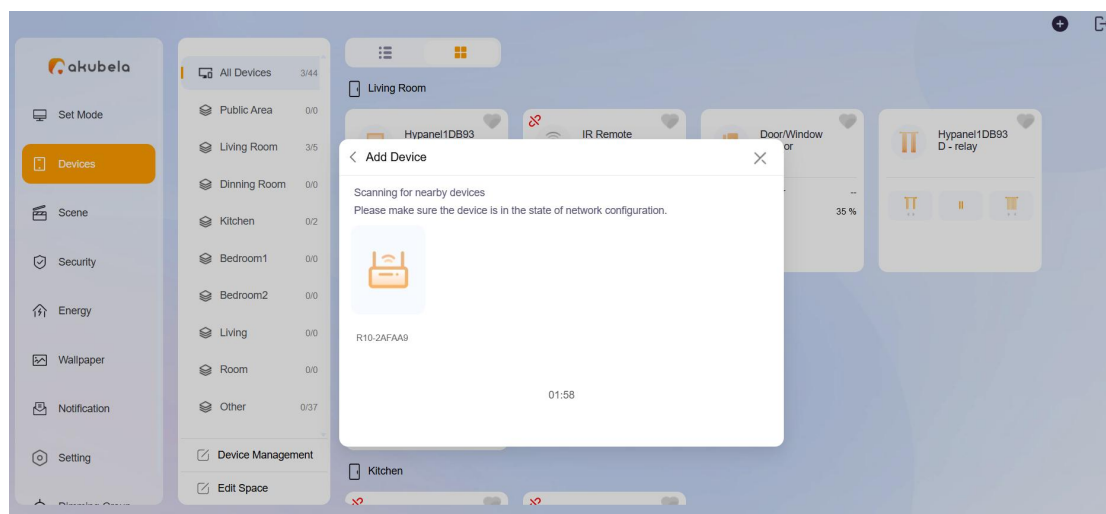 akubela
Set Mode
Devices
Scene
Security
Energy
Wallpaper
Notification
Setting
All Devices 3/44
Public Area 0/0
Living Room 3/5
Dinning Room 0/0
Kitchen 0/2
Bedroom1 0/0
Bedroom2 0/0
Living 0/0
Room 0/0
Other 0/37
Device Management
Edit Space
Living Room
Hypanel1DB93
IR Remote
Door/Window
or
--
35 %
Hypanel1DB93
D - relay
Add Device
Scanning for nearby devices
Please make sure the device is in the state of network configuration.
R10-2AFAA9
01:58
Kitchen